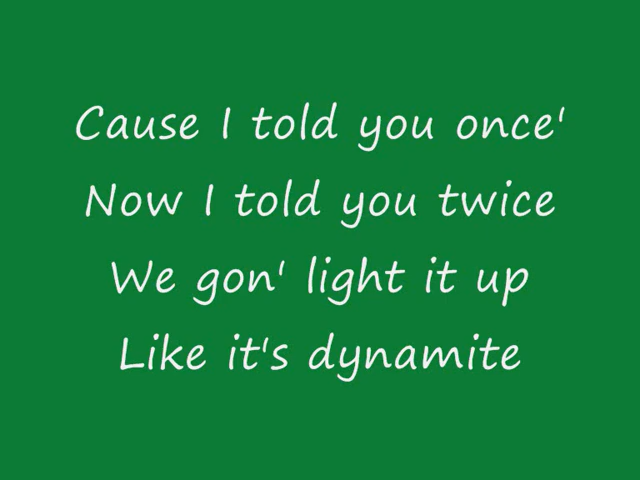 Cause I told you once'
Now I told you twice
We gon' light it up
Like it's dynamite